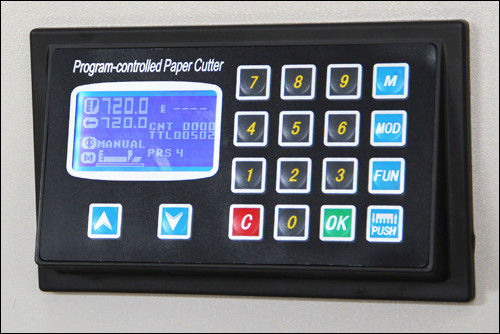 Program-controlled Paper Cutter
720.0 E ----
720.0
CNT 0000
TTL00502
MANUAL
M PRS 4
7 8 9 M
4 5 6 MOD
1 2 3 FUN
C 0 OK PUSH